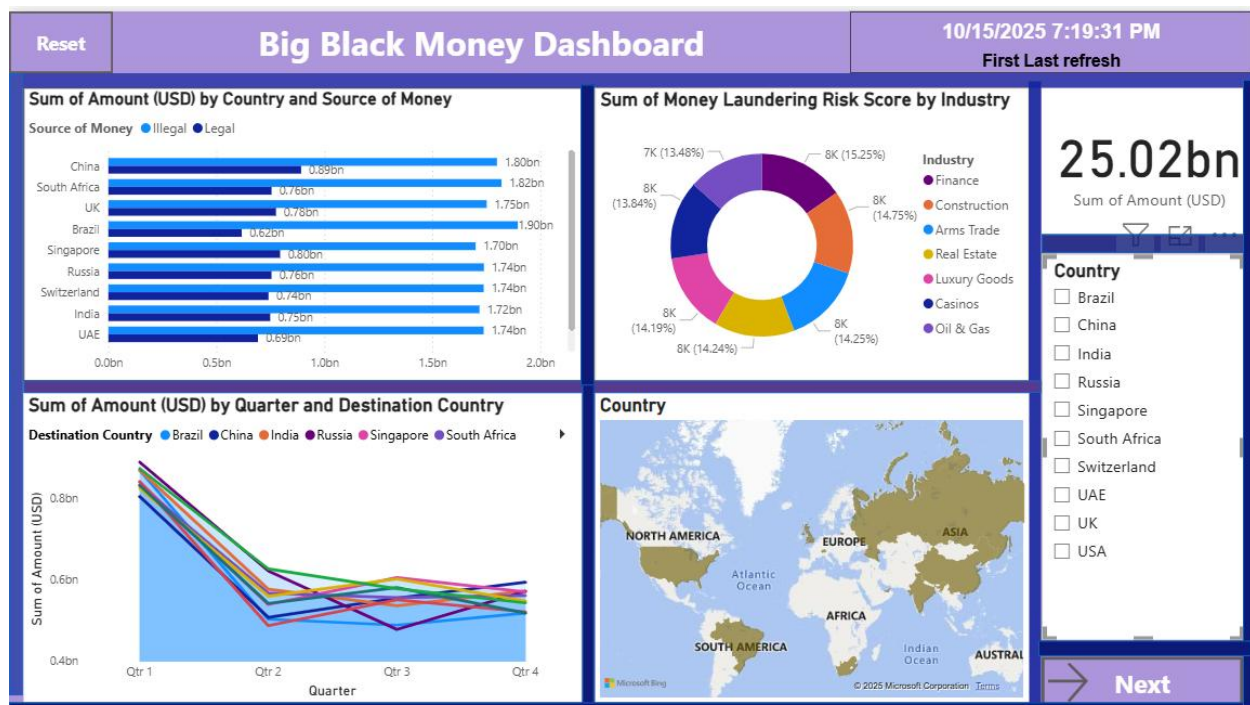 Reset
Big Black Money Dashboard
10/15/2025 7:19:31 PM
First Last refresh
Sum of Amount (USD) by Country and Source of Money
Source of Money Illegal Legal
China 1.80bn
0.89bn
South Africa 1.82bn
0.76bn
UK 1.75bn
0.78bn
Brazil 1.90bn
0.62bn
Singapore 1.70bn
0.80bn
Russia 1.74bn
0.76bn
Switzerland 1.74bn
0.74bn
India 1.72bn
0.75bn
UAE 1.74bn
0.69bn
0.0bn 0.5bn 1.0bn 1.5bn 2.0bn
Sum of Money Laundering Risk Score by Industry
7K (13.48%)
8K (15.25%)
8K
(13.84%)
8K
(14.75%)
8K
(14.19%)
8K (14.24%)
8K
(14.25%)
Industry
Finance
Construction
Arms Trade
Real Estate
Luxury Goods
Casinos
Oil & Gas
25.02bn
Sum of Amount (USD)
Country
Brazil
China
India
Russia
Singapore
South Africa
Switzerland
UAE
UK
USA
Sum of Amount (USD) by Quarter and Destination Country
Destination Country Brazil China India Russia Singapore South Africa
Sum of Amount (USD)
0.8bn
0.6bn
0.4bn
Qtr 1 Qtr 2 Qtr 3 Qtr 4
Quarter
Country
NORTH AMERICA
EUROPE
ASIA
Atlantic
Ocean
AFRICA
SOUTH AMERICA
Indian
Ocean
AUSTRAL
Microsoft Bing
© 2025 Microsoft Corporation Terms
Next